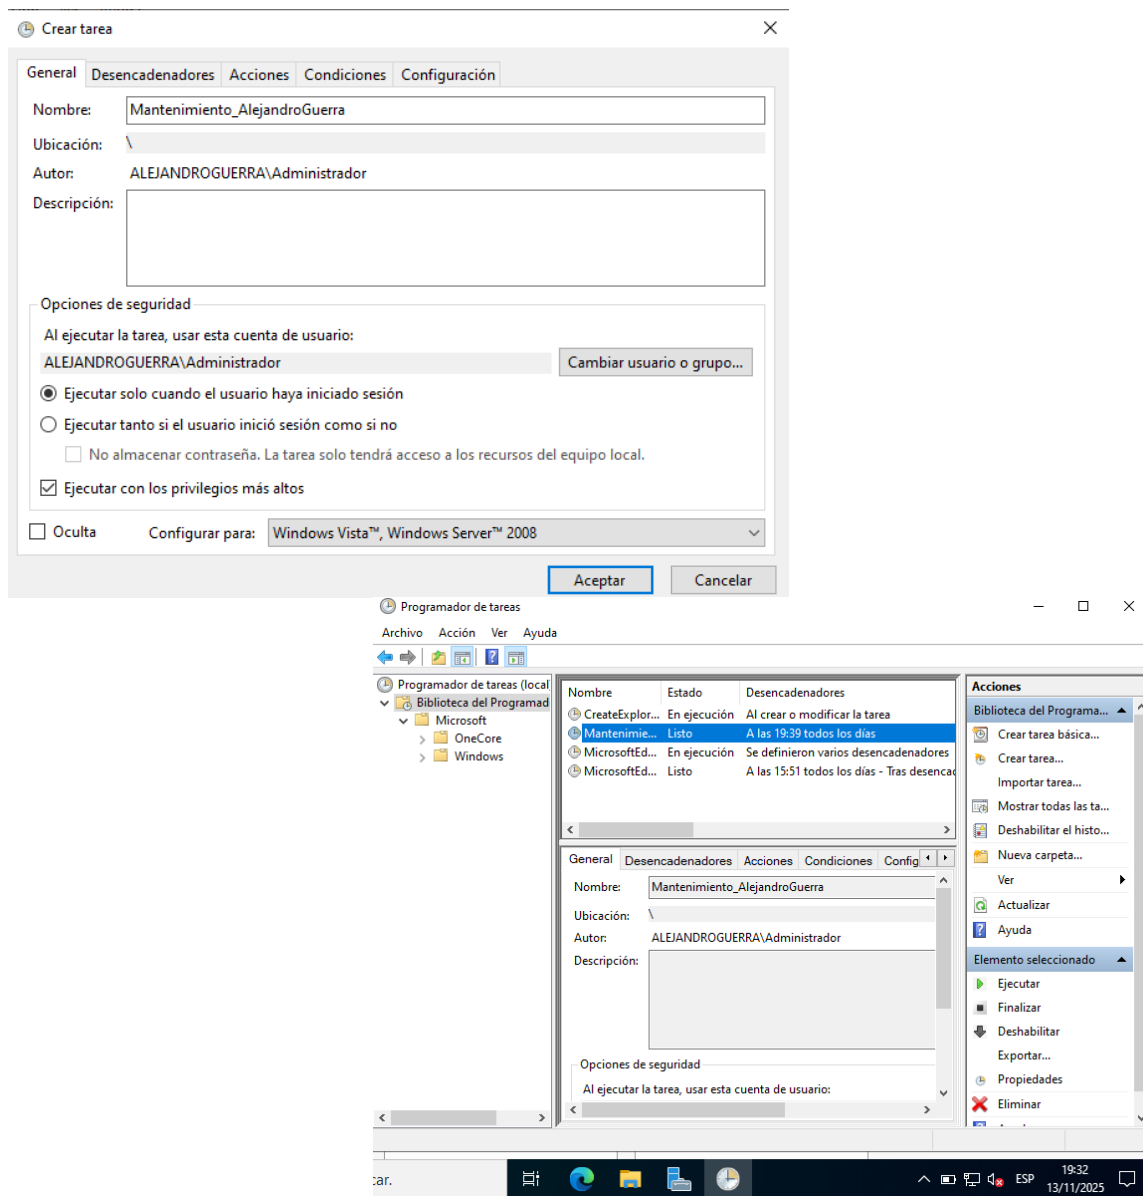 Crear tarea
General Desencadenadores Acciones Condiciones Configuración
Nombre: Mantenimiento_AlejandroGuerra
Ubicación: \
Autor: ALEJANDROGUERRA\Administrador
Descripción:
Opciones de seguridad
Al ejecutar la tarea, usar esta cuenta de usuario:
ALEJANDROGUERRA\Administrador Cambiar usuario o grupo...
Ejecutar solo cuando el usuario haya iniciado sesión
Ejecutar tanto si el usuario inició sesión como si no
No almacenar contraseña. La tarea solo tendrá acceso a los recursos del equipo local.
Ejecutar con los privilegios más altos
Oculta Configurar para: Windows Vista™, Windows Server™ 2008
Aceptar Cancelar
Programador de tareas
Archivo Acción Ver Ayuda
Programador de tareas (local
Biblioteca del Programad
Microsoft
OneCore
Windows
Nombre Estado Desencadenadores
CreateExplor... En ejecución Al crear o modificar la tarea
Mantenimie... Listo A las 19:39 todos los días
MicrosoftEd... En ejecución Se definieron varios desencadenadores
MicrosoftEd... Listo A las 15:51 todos los días - Tras desencad
General Desencadenadores Acciones Condiciones Config
Nombre: Mantenimiento_AlejandroGuerra
Ubicación: \
Autor: ALEJANDROGUERRA\Administrador
Descripción:
Opciones de seguridad
Al ejecutar la tarea, usar esta cuenta de usuario:
Acciones
Biblioteca del Programa...
Crear tarea básica...
Crear tarea...
Importar tarea...
Mostrar todas las ta...
Deshabilitar el histo...
Nueva carpeta...
Ver
Actualizar
Ayuda
Elemento seleccionado
Ejecutar
Finalizar
Deshabilitar
Exportar...
Propiedades
Eliminar
car.
ESP
19:32
13/11/2025